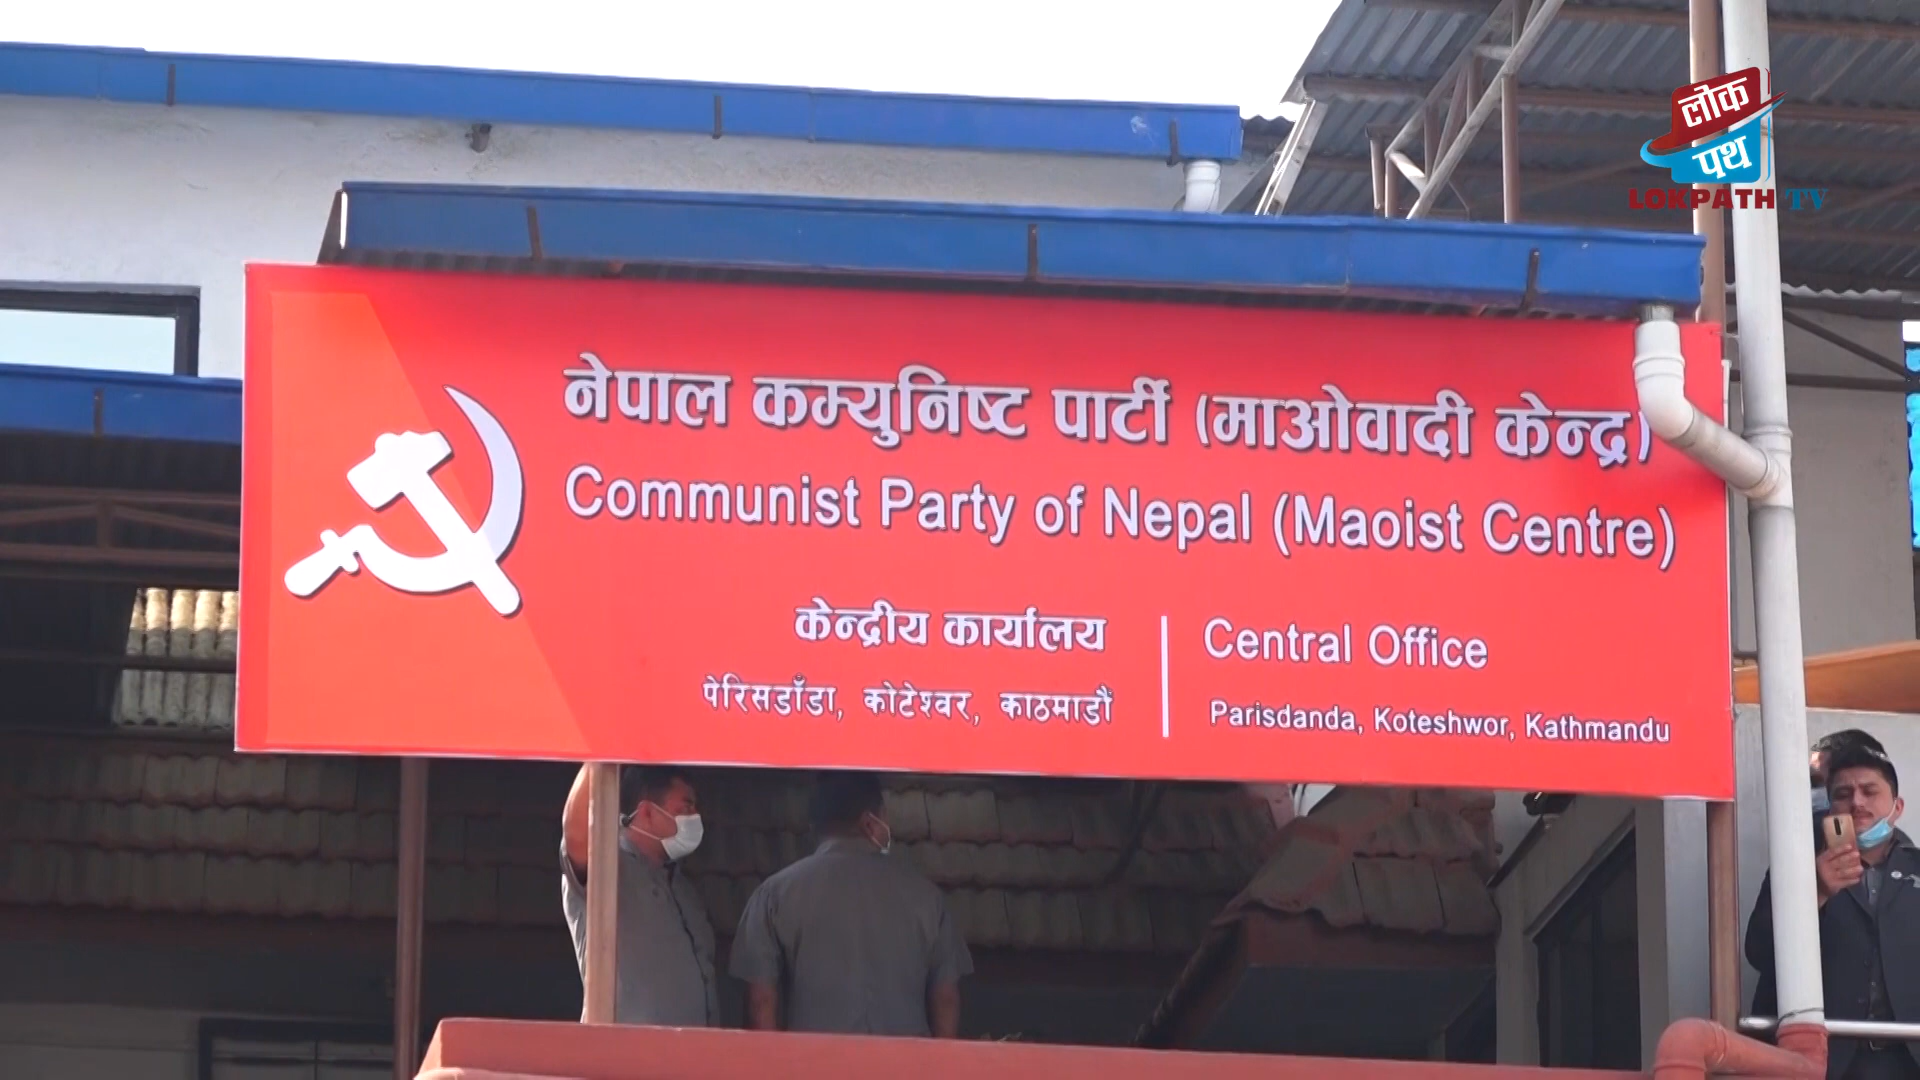 लोक
पथ
LOKPATH TV
नेपाल कम्युनिष्ट पार्टी (माओवादी केन्द्र)
Communist Party of Nepal (Maoist Centre)
केन्द्रीय कार्यालय
पेरिसडाँडा, कोटेश्वर, काठमाडौं
Central Office
Parisdanda, Koteshwor, Kathmandu